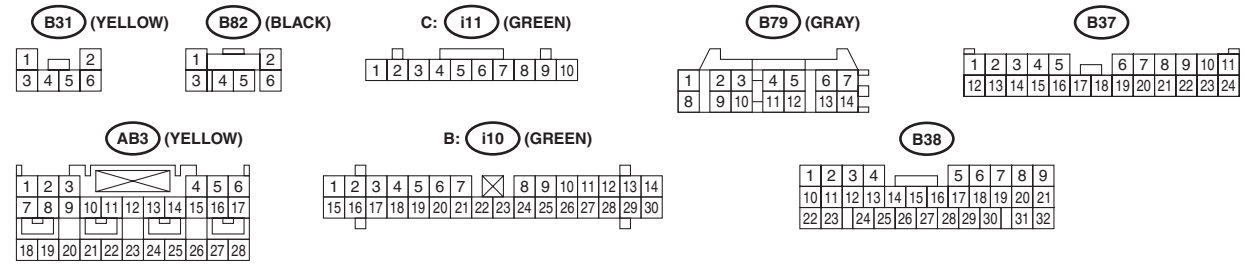 B31 (YELLOW)
B82 (BLACK)
C: i11 (GREEN)
B79 (GRAY)
B37
1 2
3 4 5 6
1 2
3 4 5 6
1 2 3 4 5 6 7 8 9 10
1 2 3 4 5 6 7
8 9 10 11 12 13 14
1 2 3 4 5 6 7 8 9 10 11
12 13 14 15 16 17 18 19 20 21 22 23 24
AB3 (YELLOW)
B: i10 (GREEN)
B38
1 2 3 4 5 6
7 8 9 10 11 12 13 14 15 16 17
18 19 20 21 22 23 24 25 26 27 28
1 2 3 4 5 6 7 8 9 10 11 12 13 14
15 16 17 18 19 20 21 22 23 24 25 26 27 28 29 30
1 2 3 4 5 6 7 8 9
10 11 12 13 14 15 16 17 18 19 20 21
22 23 24 25 26 27 28 29 30 31 32